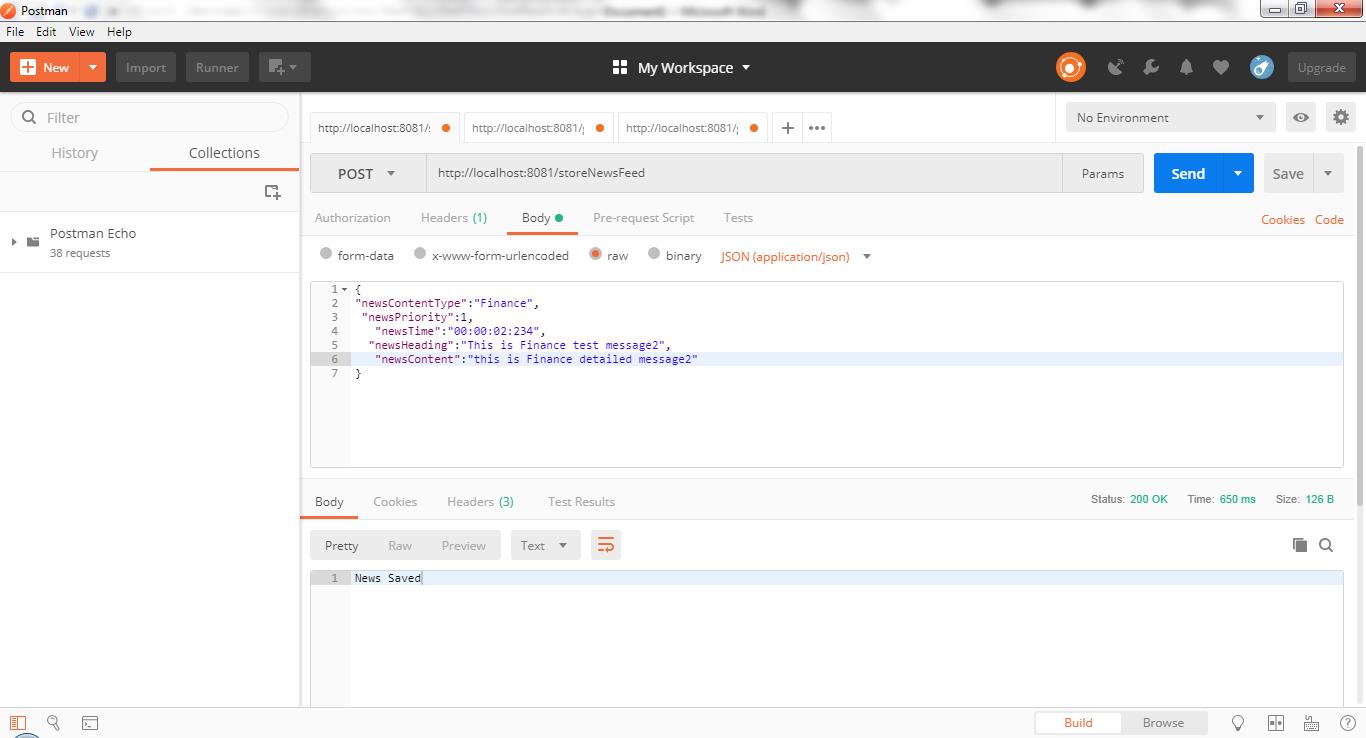 Postman
Document1 - Microsoft Word
File Edit View Help
New Import Runner My Workspace Upgrade
Filter
History Collections
Postman Echo
38 requests
http://localhost:8081/ http://localhost:8081/ http://localhost:8081/ No Environment
POST http://localhost:8081/storeNewsFeed Params Send Save
Authorization Headers (1) Body Pre-request Script Tests Cookies Code
form-data x-www-form-urlencoded raw binary JSON (application/json)
1 {
2 "newsContentType":"Finance",
3 "newsPriority":1,
4 "newsTime":"00:00:02:234",
5 "newsHeading":"This is Finance test message2",
6 "newsContent":"this is Finance detailed message2"
7 }
Body Cookies Headers (3) Test Results Status: 200 OK Time: 650 ms Size: 126 B
Pretty Raw Preview Text
1 News Saved
Build Browse